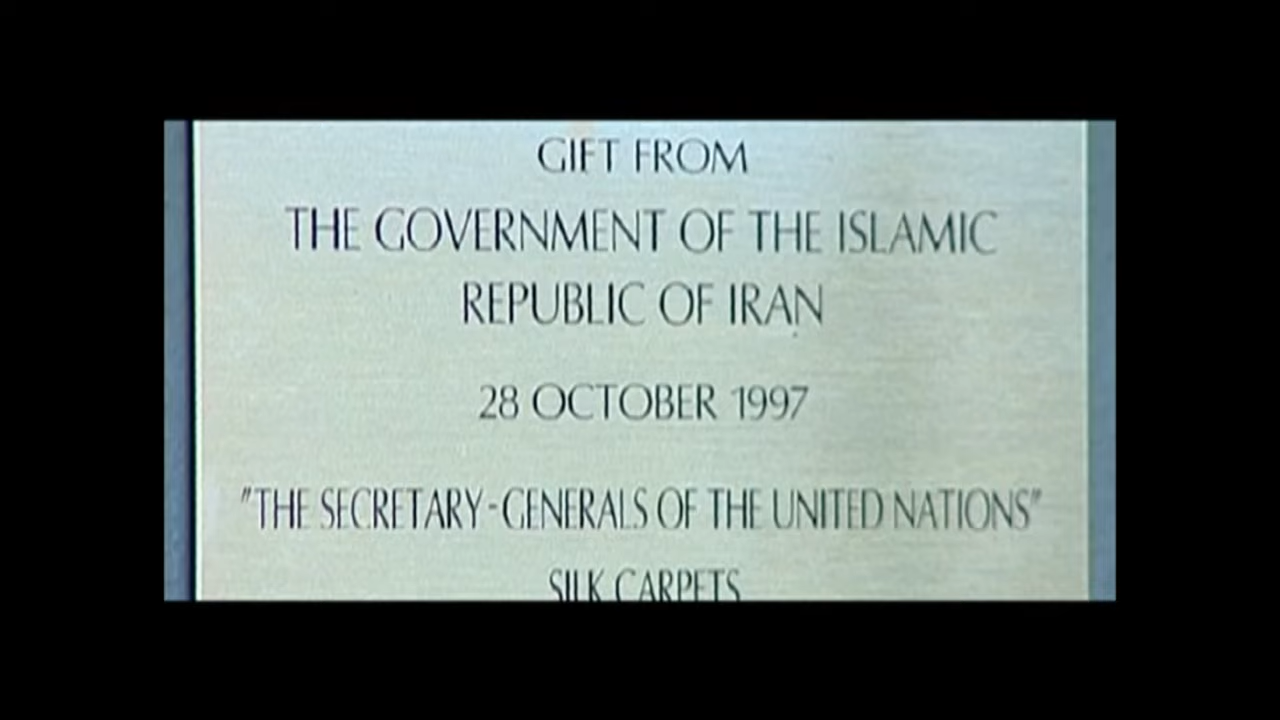 GIFT FROM
THE GOVERNMENT OF THE ISLAMIC
REPUBLIC OF IRAN
28 OCTOBER 1997
"THE SECRETARY-GENERALS OF THE UNITED NATIONS"
SILK CARPETS